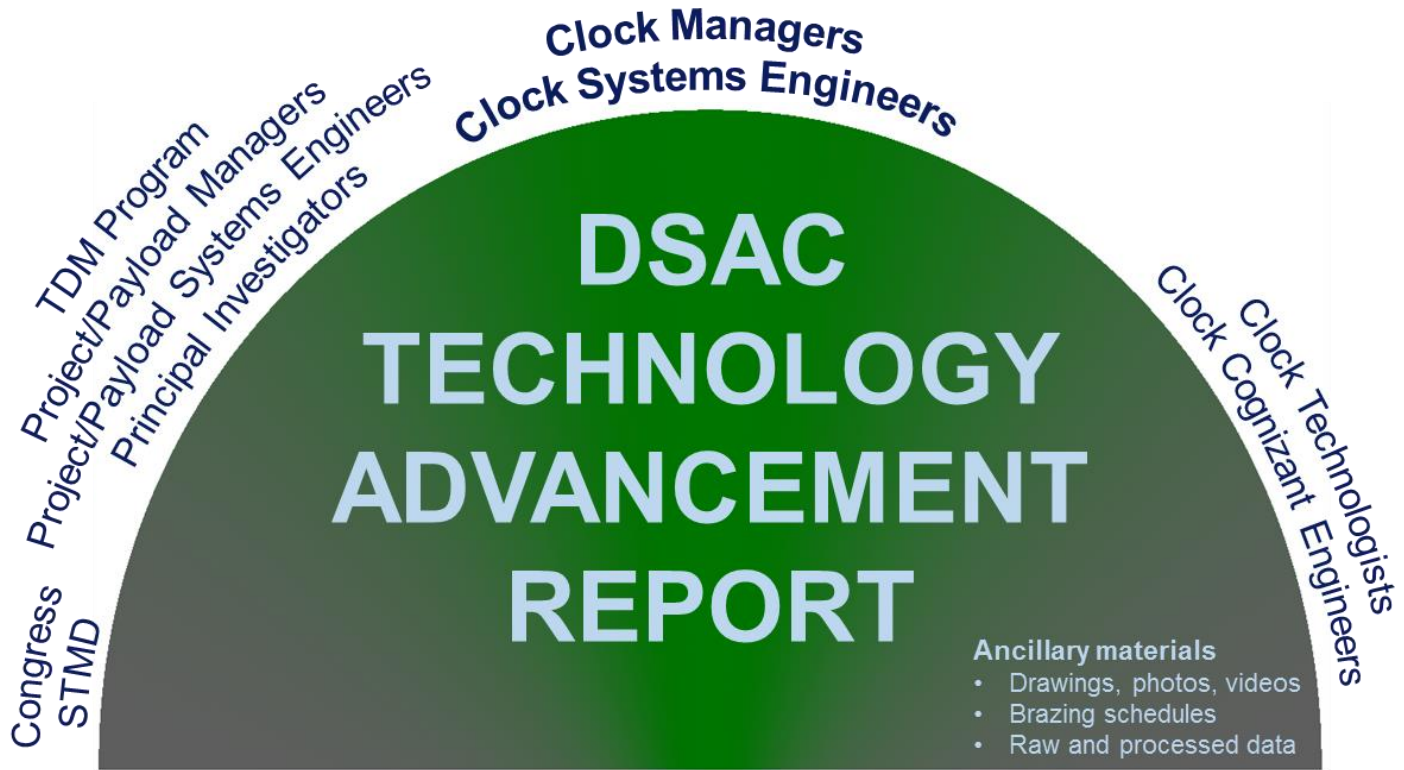 Clock Managers
Clock Systems Engineers
TDM Program
Project/Payload Managers
Project/Payload Systems Engineers
Principal Investigators
Congress
STMD
Clock Technologists
Clock Cognizant Engineers
DSAC
TECHNOLOGY
ADVANCEMENT
REPORT
Ancillary materials
• Drawings, photos, videos
• Brazing schedules
• Raw and processed data